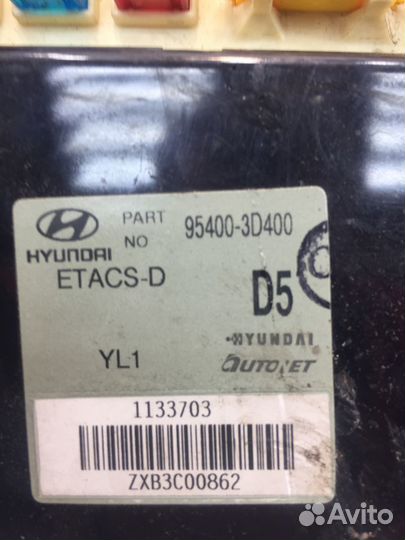 PART NO 95400-3D400
HYUNDAI
ETACS-D
D5
HYUNDAI
YL1
AUTONET
1133703
ZXB3C00862
Avito